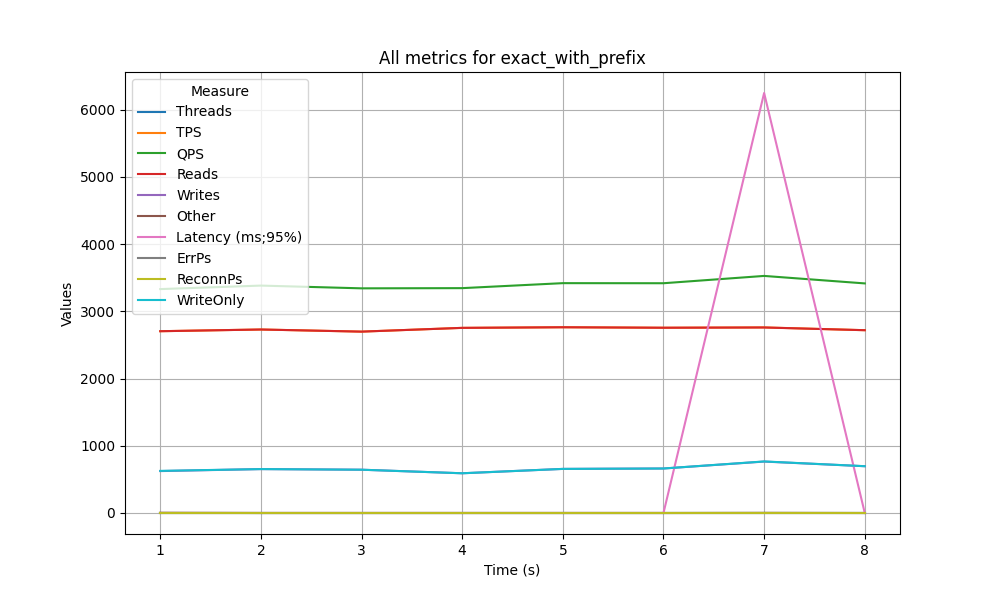 All metrics for exact_with_prefix
Values
6000
5000
4000
3000
2000
1000
0
Measure
Threads
TPS
QPS
Reads
Writes
Other
Latency (ms;95%)
ErrPs
ReconnPs
WriteOnly
1 2 3 4 5 6 7 8
Time (s)